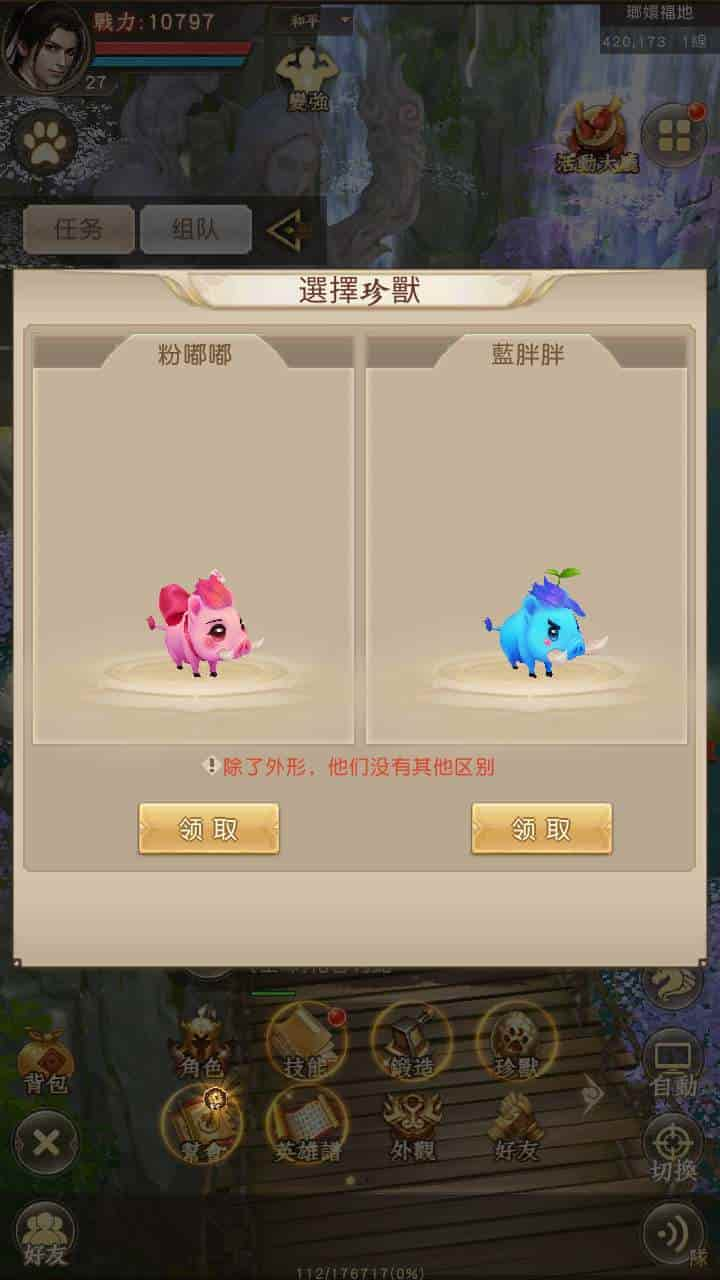 戰力:10797
和平
瑯嬛福地
420,173 1線
27
變強
活動大廳
任务
组队
選擇珍獸
粉嘟嘟
藍胖胖
除了外形，他们没有其他区别
领取
领取
背包
角色
技能
鍛造
珍獸
自動
幫會
英雄譜
外觀
好友
切換
好友
隊
112/176717(0%)